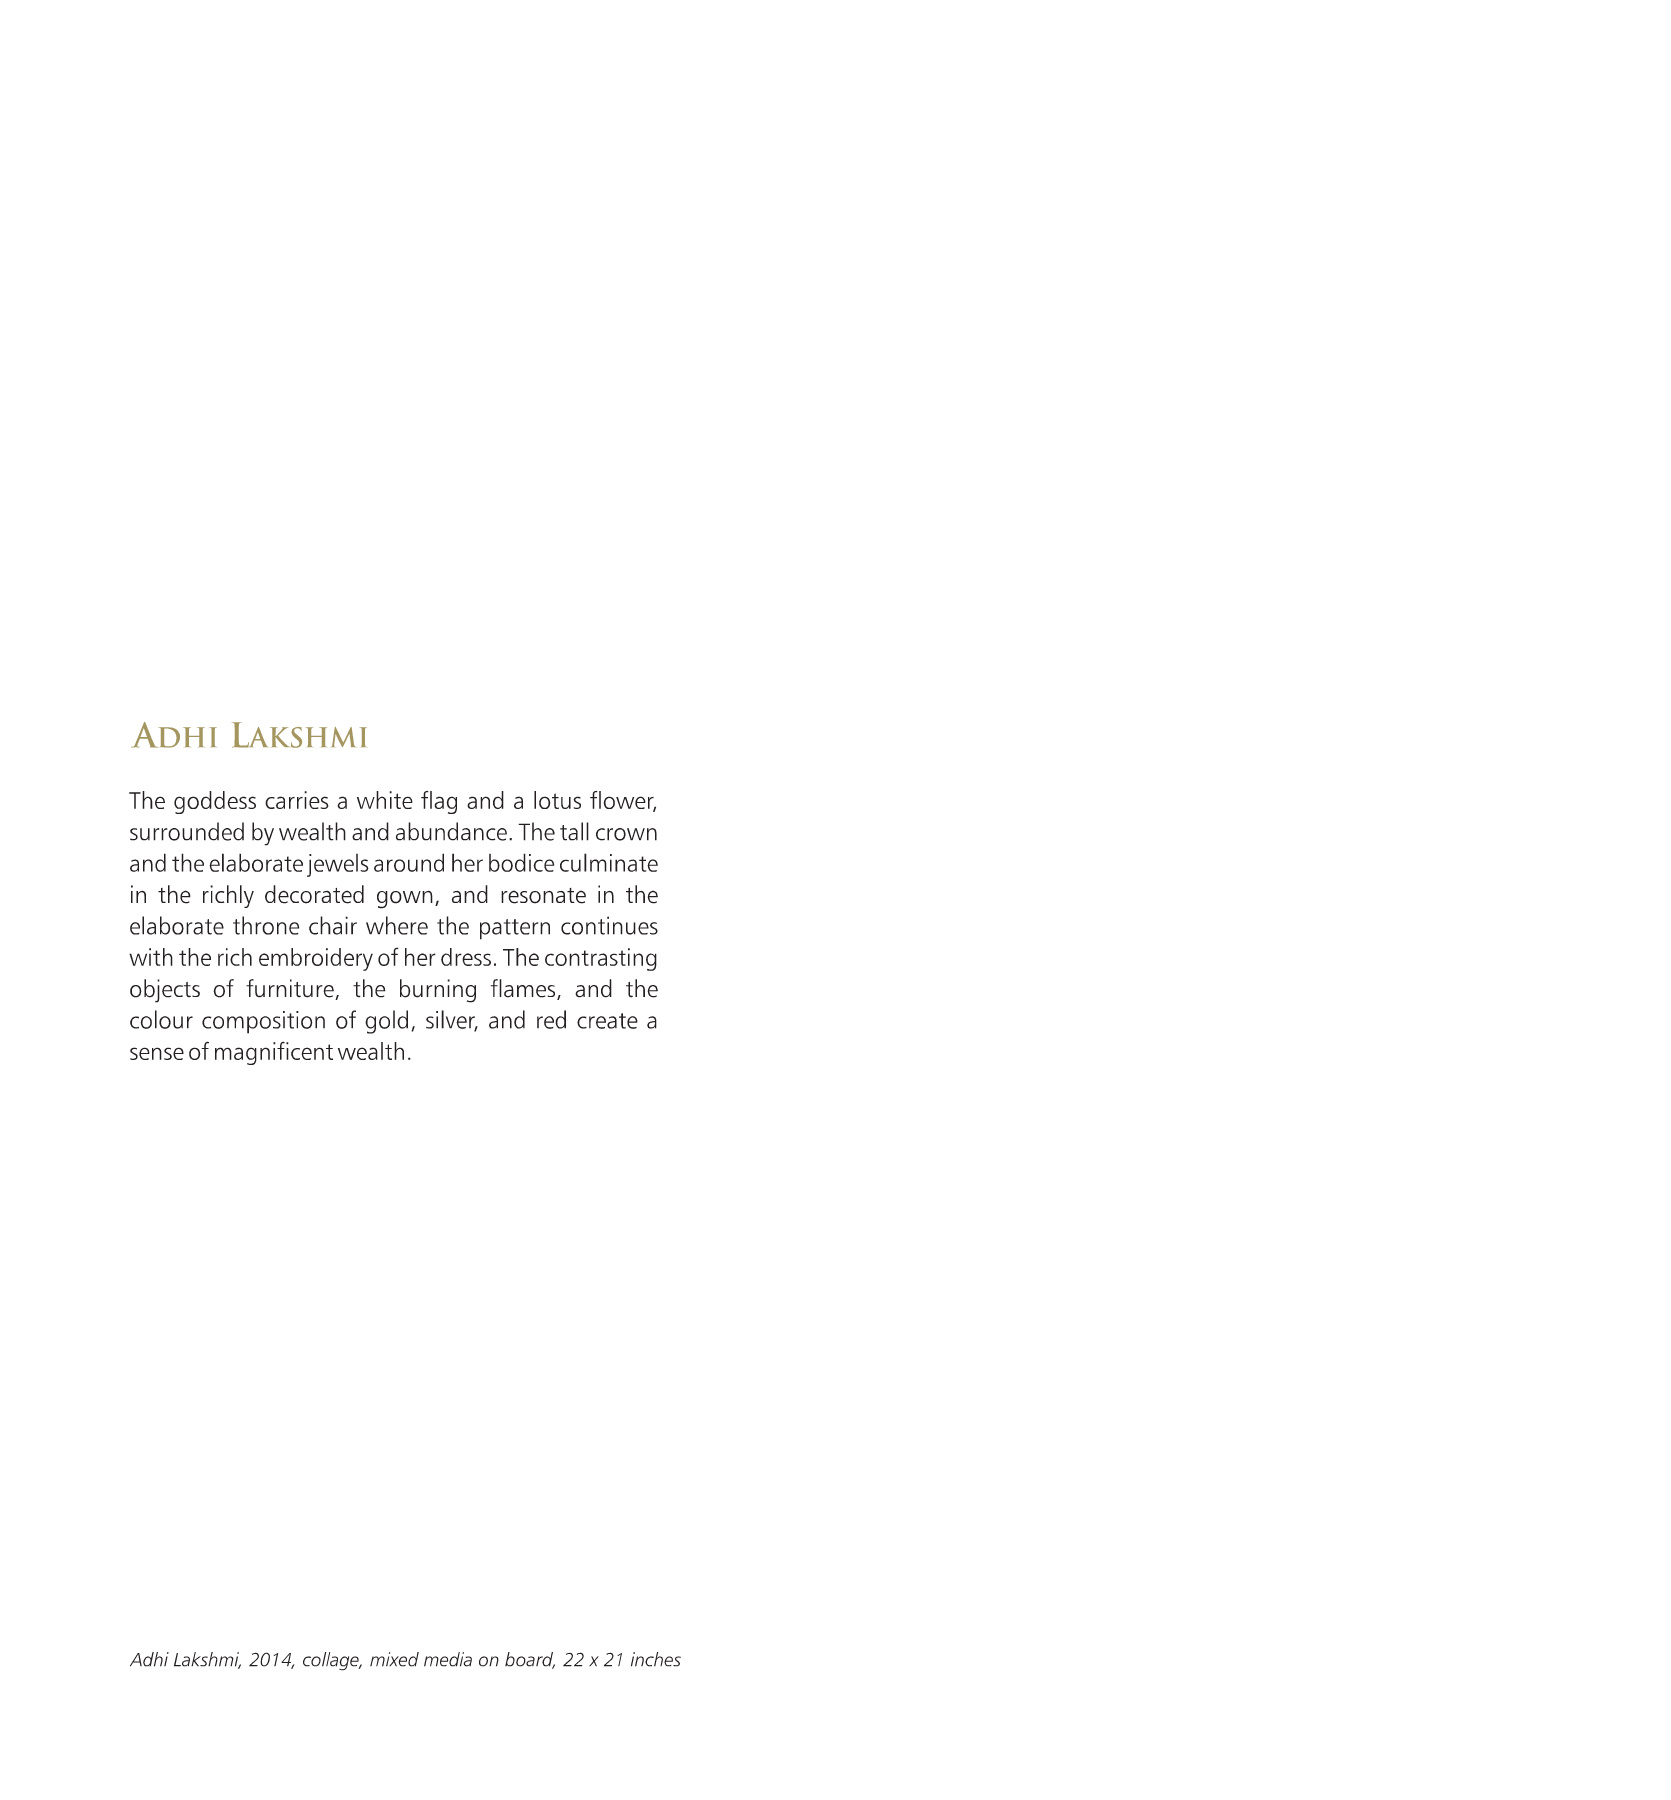 Adhi Lakshmi
The goddess carries a white flag and a lotus flower,
surrounded by wealth and abundance. The tall crown
and the elaborate jewels around her bodice culminate
in the richly decorated gown, and resonate in the
elaborate throne chair where the pattern continues
with the rich embroidery of her dress. The contrasting
objects of furniture, the burning flames, and the
colour composition of gold, silver, and red create a
sense of magnificent wealth.
Adhi Lakshmi, 2014, collage, mixed media on board, 22 x 21 inches